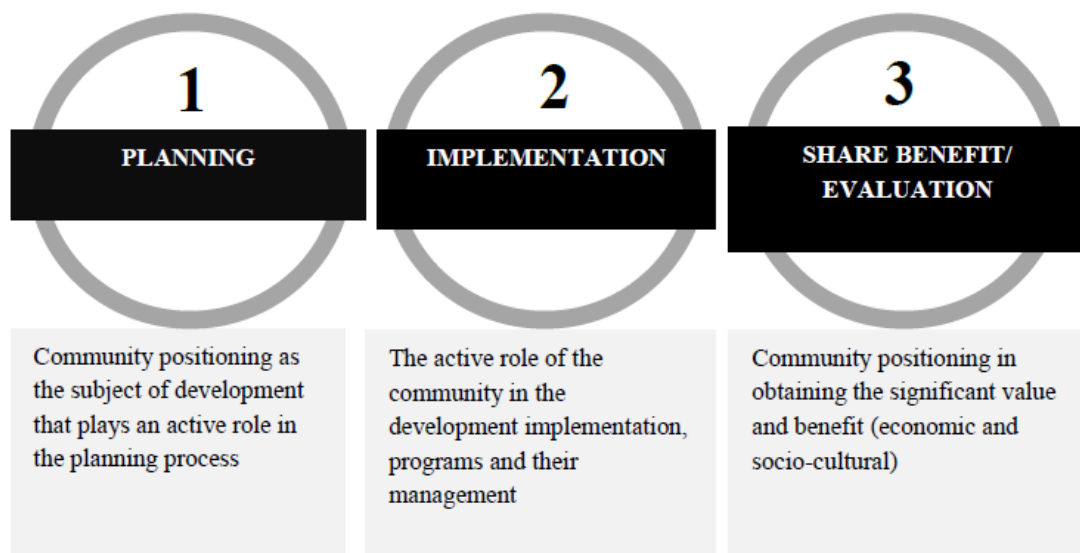 1
PLANNING
Community positioning as
the subject of development
that plays an active role in
the planning process
2
IMPLEMENTATION
The active role of the
community in the
development implementation,
programs and their
management
3
SHARE BENEFIT/
EVALUATION
Community positioning in
obtaining the significant value
and benefit (economic and
socio-cultural)